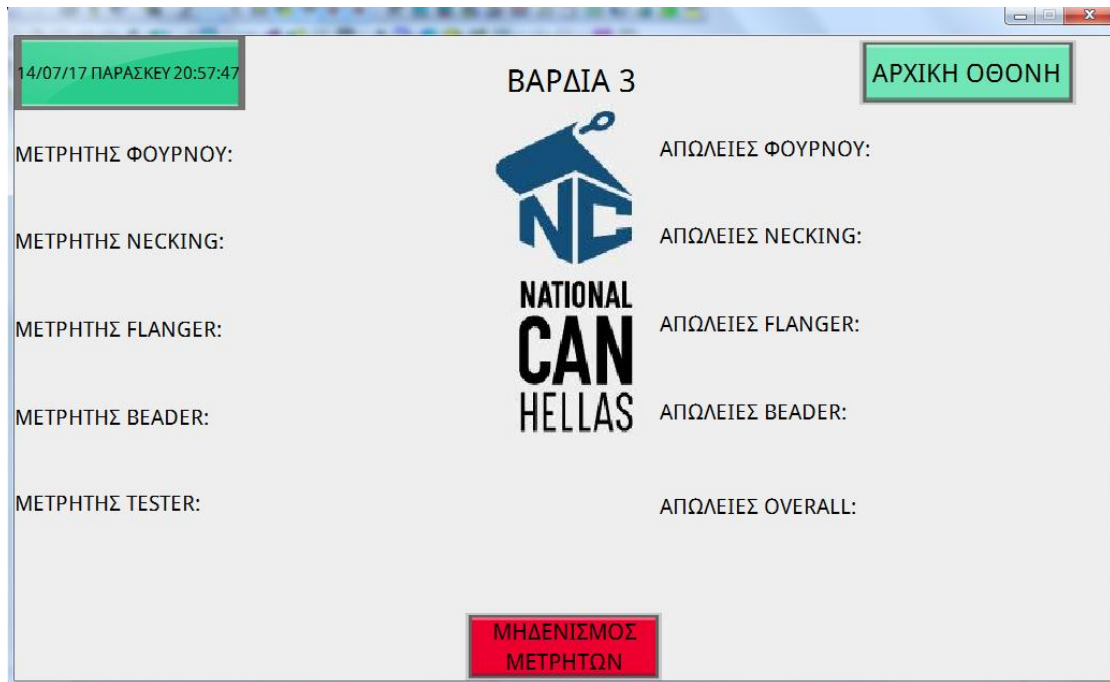 14/07/17 ΠΑΡΑΣΚΕΥ 20:57:47
ΒΑΡΔΙΑ 3
ΑΡΧΙΚΗ ΟΘΟΝΗ
ΜΕΤΡΗΤΗΣ ΦΟΥΡΝΟΥ:
ΑΠΩΛΕΙΕΣ ΦΟΥΡΝΟΥ:
ΜΕΤΡΗΤΗΣ NECKING:
NC
ΑΠΩΛΕΙΕΣ NECKING:
NATIONAL
CAN
HELLAS
ΜΕΤΡΗΤΗΣ FLANGER:
ΑΠΩΛΕΙΕΣ FLANGER:
ΜΕΤΡΗΤΗΣ BEADER:
ΑΠΩΛΕΙΕΣ BEADER:
ΜΕΤΡΗΤΗΣ TESTER:
ΑΠΩΛΕΙΕΣ OVERALL:
ΜΗΔΕΝΙΣΜΟΣ
ΜΕΤΡΗΤΩΝ